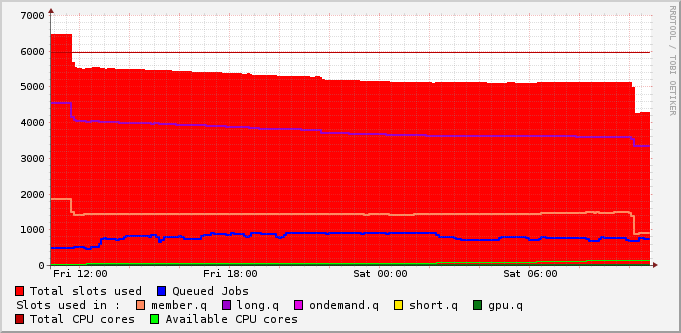 7000
6000
5000
4000
3000
2000
1000
0
Fri 12:00 Fri 18:00 Sat 00:00 Sat 06:00
RRDTOOL / TOBI OETIKER
Total slots used Queued Jobs
Slots used in : member.q long.q ondemand.q short.q gpu.q
Total CPU cores Available CPU cores